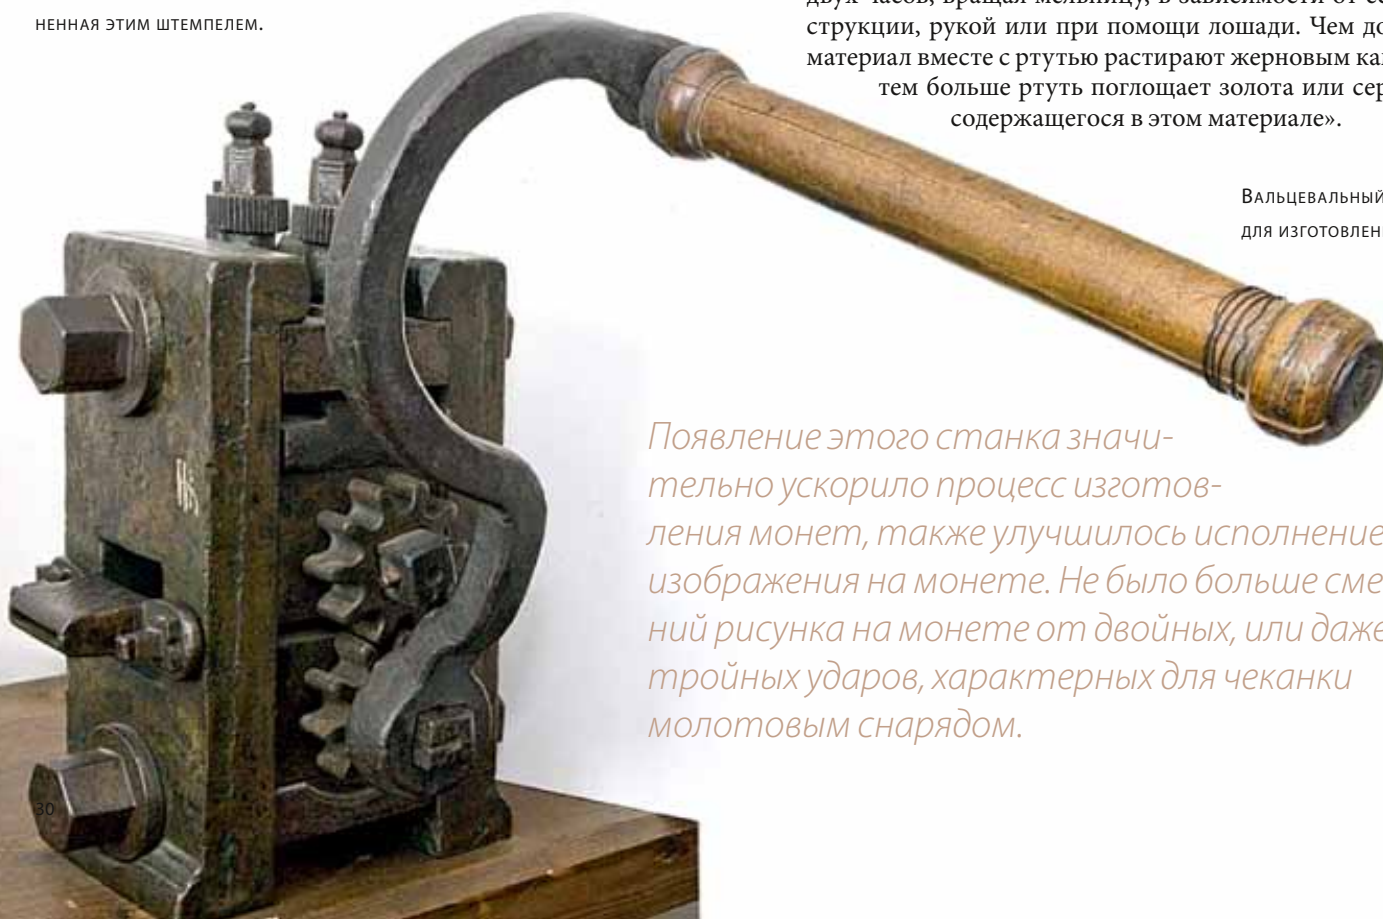 НЕННАЯ ЭТИМ ШТЕМПЕЛЕМ.
струкции, рукой или при помощи лошади. Чем до
материал вместе с ртутью растирают жерновым ка
тем больше ртуть поглощает золота или сер
содержащегося в этом материале».
ВАЛЬЦЕВАЛЬНЫЙ
ДЛЯ ИЗГОТОВЛЕН
Появление этого станка значи-
тельно ускорило процесс изготов-
ления монет, также улучшилось исполнение
изображения на монете. Не было больше сме
ний рисунка на монете от двойных, или даже
тройных ударов, характерных для чеканки
молотовым снарядом.
30